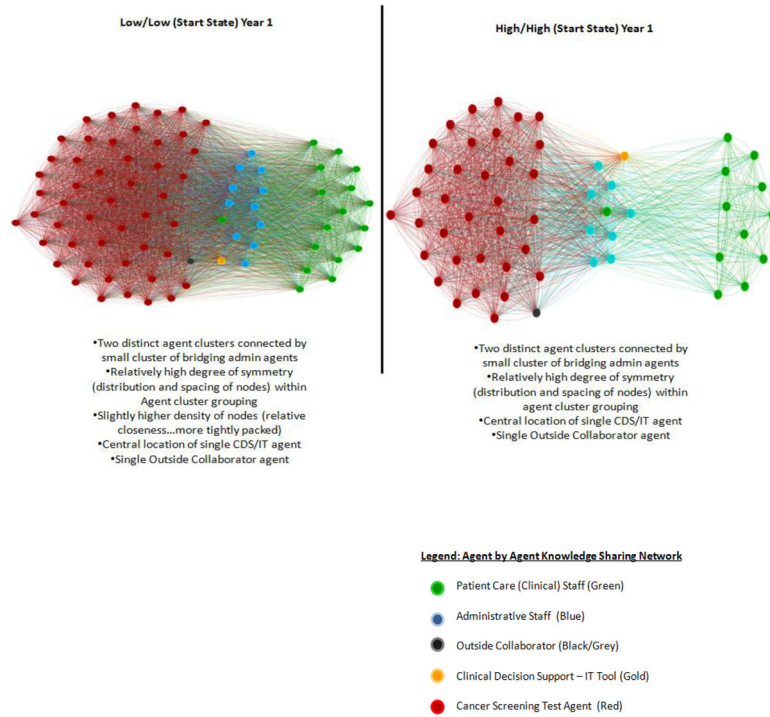 Low/Low (Start State) Year 1
•Two distinct agent clusters connected by
small cluster of bridging admin agents
•Relatively high degree of symmetry
(distribution and spacing of nodes) within
Agent cluster grouping
•Slightly higher density of nodes (relative
closeness...more tightly packed)
•Central location of single CDS/IT agent
•Single Outside Collaborator agent
High/High (Start State) Year 1
•Two distinct agent clusters connected by
small cluster of bridging admin agents
•Relatively high degree of symmetry
(distribution and spacing of nodes) within
agent cluster grouping
•Central location of single CDS/IT agent
•Single Outside Collaborator agent
Legend: Agent by Agent Knowledge Sharing Network
Patient Care (Clinical) Staff (Green)
Administrative Staff (Blue)
Outside Collaborator (Black/Grey)
Clinical Decision Support – IT Tool (Gold)
Cancer Screening Test Agent (Red)